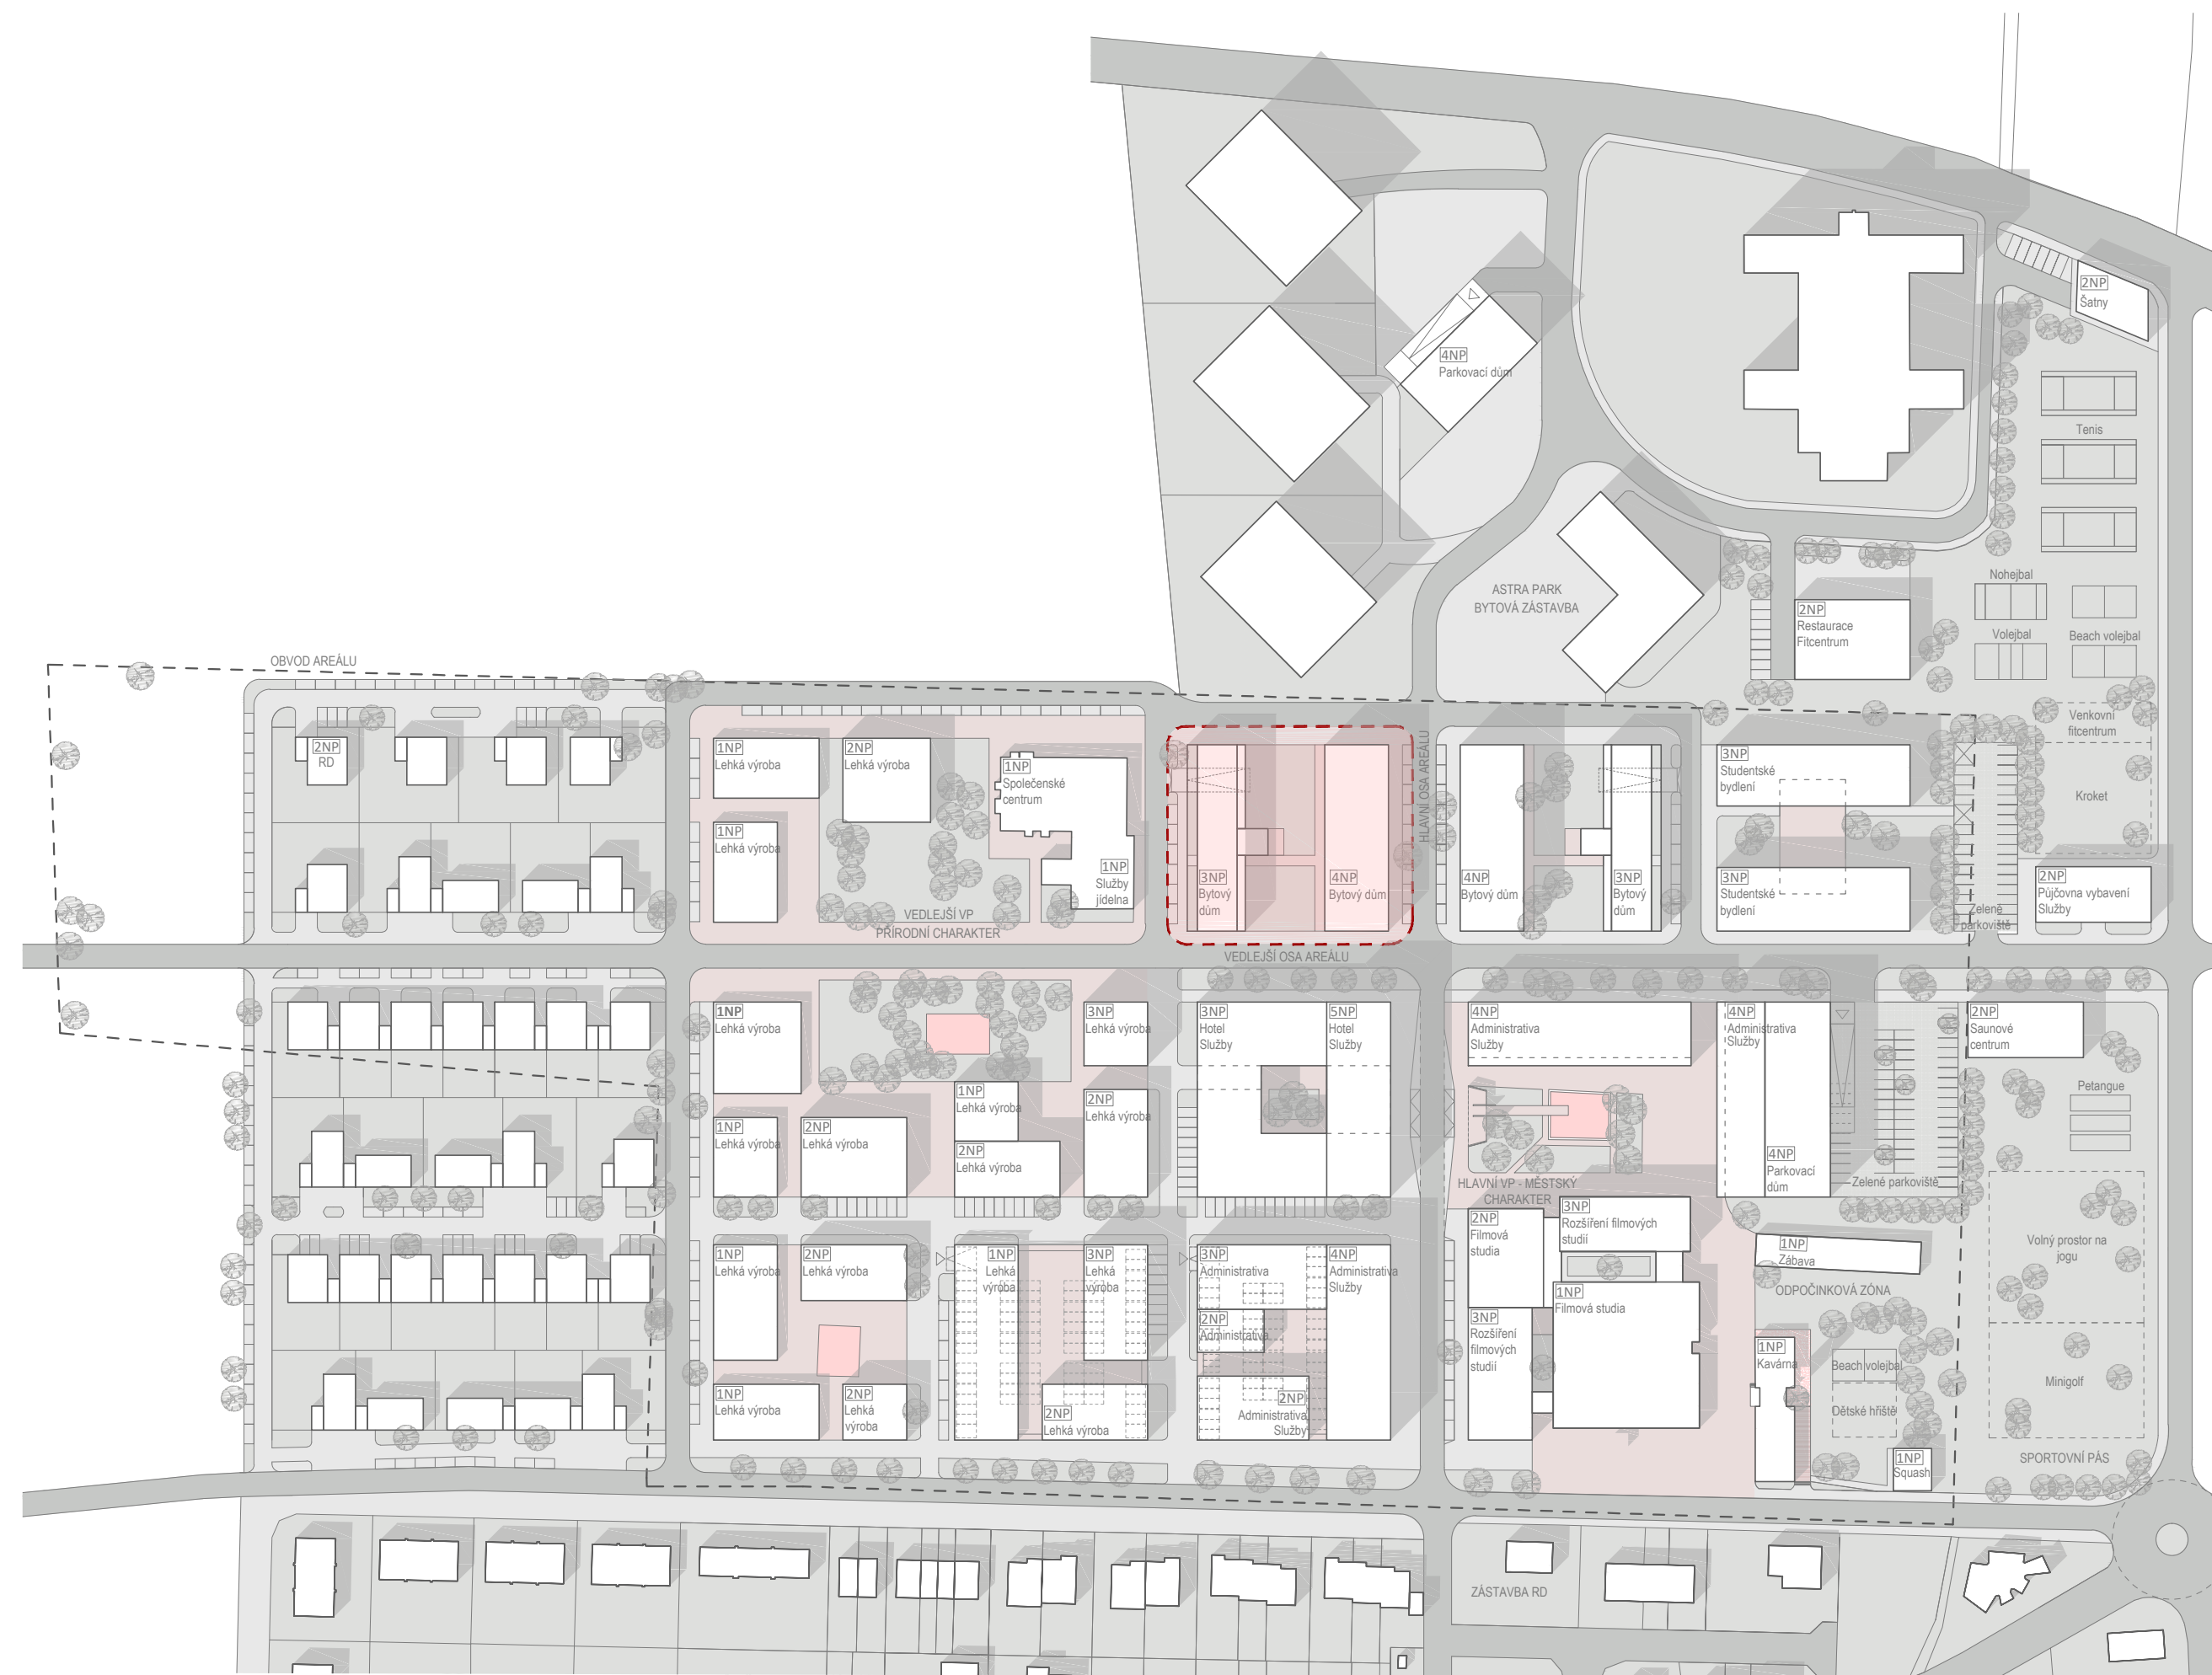 2NP
Šatny
4NP
Parkovací dům
Tenis
Nohejbal
ASTRA PARK
BYTOVÁ ZÁSTAVBA
2NP
Restaurace
Fitcentrum
Volejbal
Beach volejbal
OBVOD AREÁLU
Venkovní
fitcentrum
2NP
RD
1NP
Lehká výroba
2NP
Lehká výroba
1NP
Společenské
centrum
HLAVNÍ OSA AREÁLU
3NP
Studentské
bydlení
Kroket
1NP
Lehká výroba
1NP
Služby
jídelna
3NP
Bytový
dům
4NP
Bytový dům
4NP
Bytový dům
3NP
Bytový
dům
3NP
Studentské
bydlení
2NP
Půjčovna vybavení
Služby
Zelené
parkoviště
VEDLEJŠÍ VP
PŘÍRODNÍ CHARAKTER
VEDLEJŠÍ OSA AREÁLU
1NP
Lehká výroba
3NP
Lehká výroba
3NP
Hotel
Služby
5NP
Hotel
Služby
4NP
Administrativa
Služby
4NP
Administrativa
Služby
2NP
Saunové
centrum
1NP
Lehká výroba
2NP
Lehká výroba
Petangue
1NP
Lehká výroba
2NP
Lehká výroba
2NP
Lehká výroba
4NP
Parkovací
dům
Zelené parkoviště
HLAVNÍ VP - MĚSTSKÝ
CHARAKTER
2NP
Filmová
studia
3NP
Rozšíření filmových
studií
1NP
Zábava
Volný prostor na
jogu
1NP
Lehká výroba
2NP
Lehká výroba
1NP
Lehká
výroba
3NP
Lehká
výroba
3NP
Administrativa
4NP
Administrativa
Služby
1NP
Filmová studia
ODPOČINKOVÁ ZÓNA
2NP
Administrativa
3NP
Rozšíření
filmových
studií
1NP
Kavárna
Beach volejbal
Minigolf
1NP
Lehká výroba
2NP
Lehká
výroba
2NP
Lehká výroba
2NP
Administrativa
Služby
Dětské hřiště
1NP
Squash
SPORTOVNÍ PÁS
ZÁSTAVBA RD